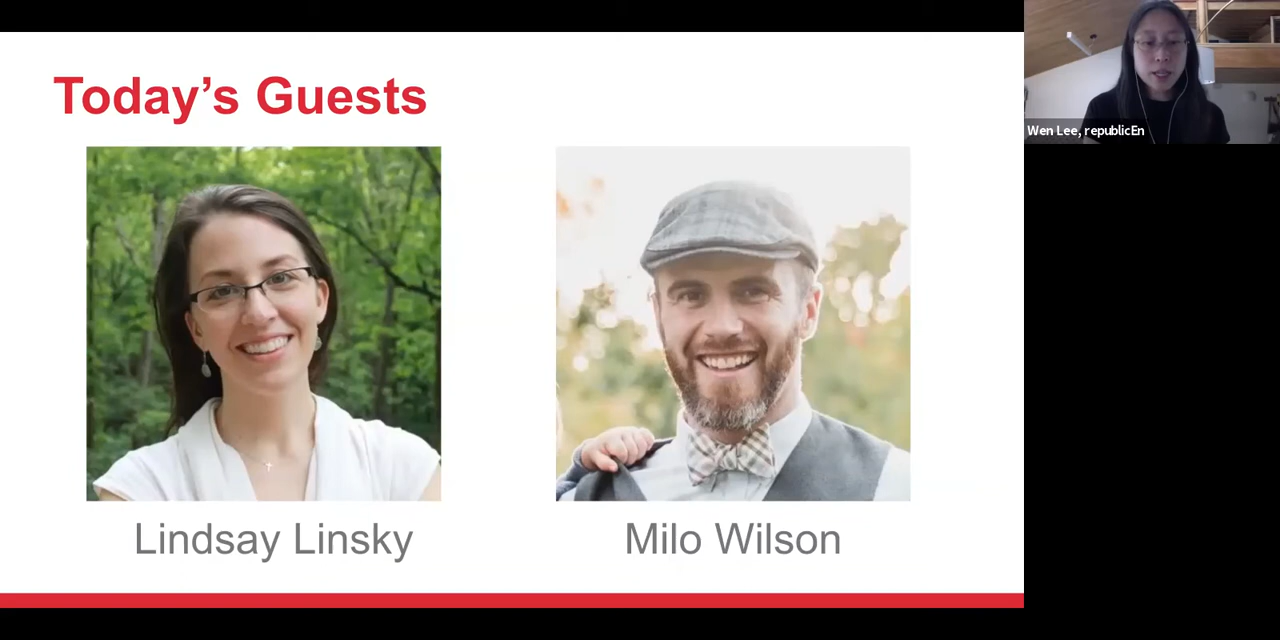 Today’s Guests
Wen Lee, republicEn
Lindsay Linsky
Milo Wilson